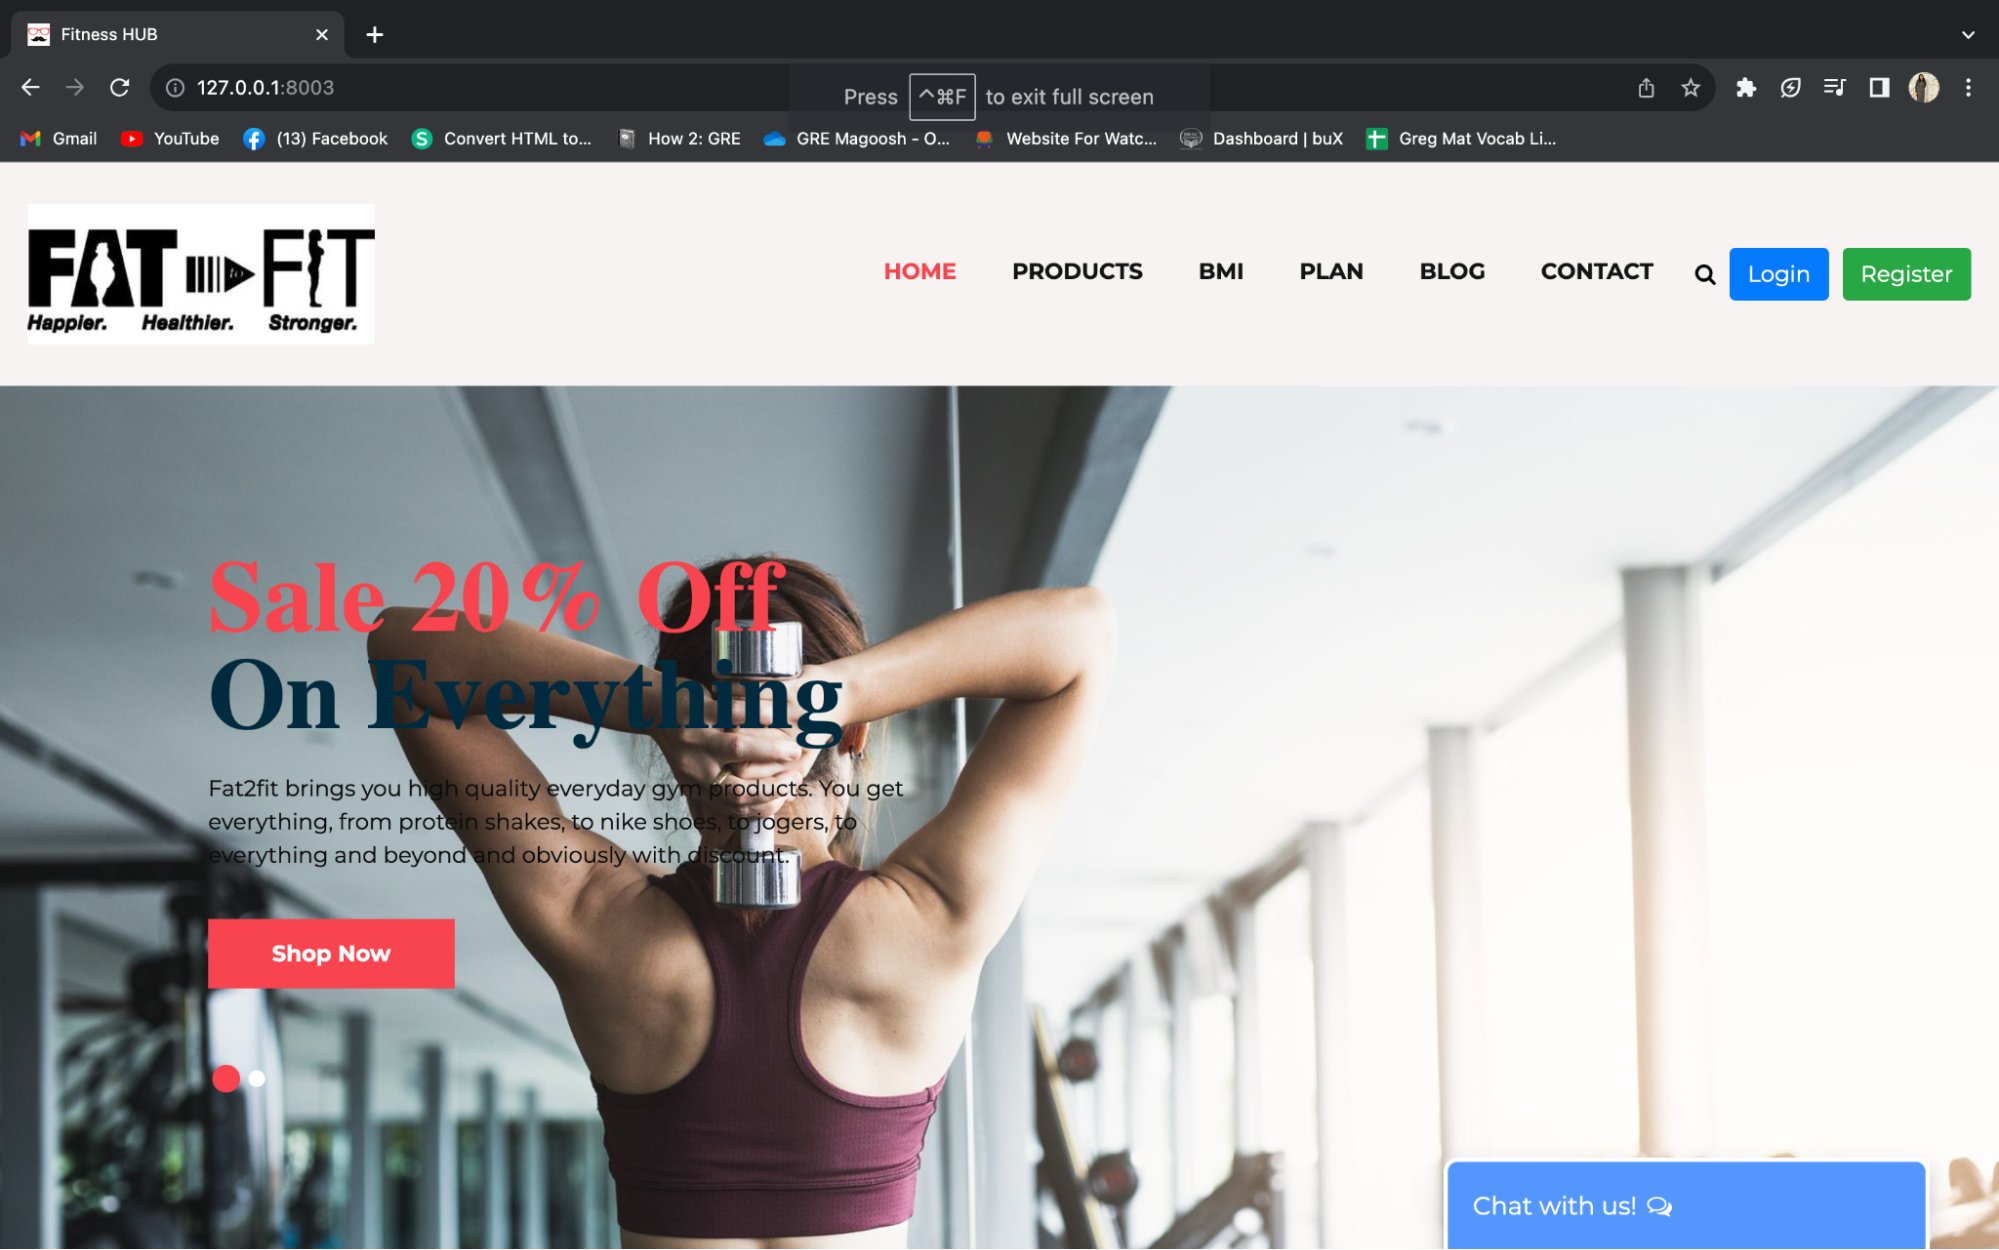 Fitness HUB
127.0.0.1:8003
Press ^⌘F to exit full screen
Gmail YouTube (13) Facebook Convert HTML to... How 2: GRE GRE Magoosh - O... Website For Watc... Dashboard | buX Greg Mat Vocab Li...
FAT to FIT
Happier. Healthier. Stronger.
HOME PRODUCTS BMI PLAN BLOG CONTACT Login Register
Sale 20% Off
On Everything
Fat2fit brings you high quality everyday gym products. You get
everything, from protein shakes, to nike shoes, to jogers, to
everything and beyond and obviously with discount.
Shop Now
Chat with us!